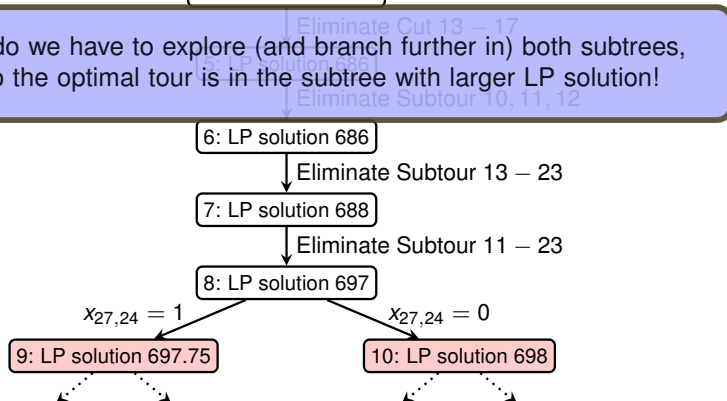 Eliminate Cut 13 − 17
do we have to explore (and branch further in) both subtrees,
5: LP solution 686
o the optimal tour is in the subtree with larger LP solution!
Eliminate Subtour 10, 11, 12
6: LP solution 686
Eliminate Subtour 13 − 23
7: LP solution 688
Eliminate Subtour 11 − 23
8: LP solution 697
x27,24 = 1
x27,24 = 0
9: LP solution 697.75
10: LP solution 698